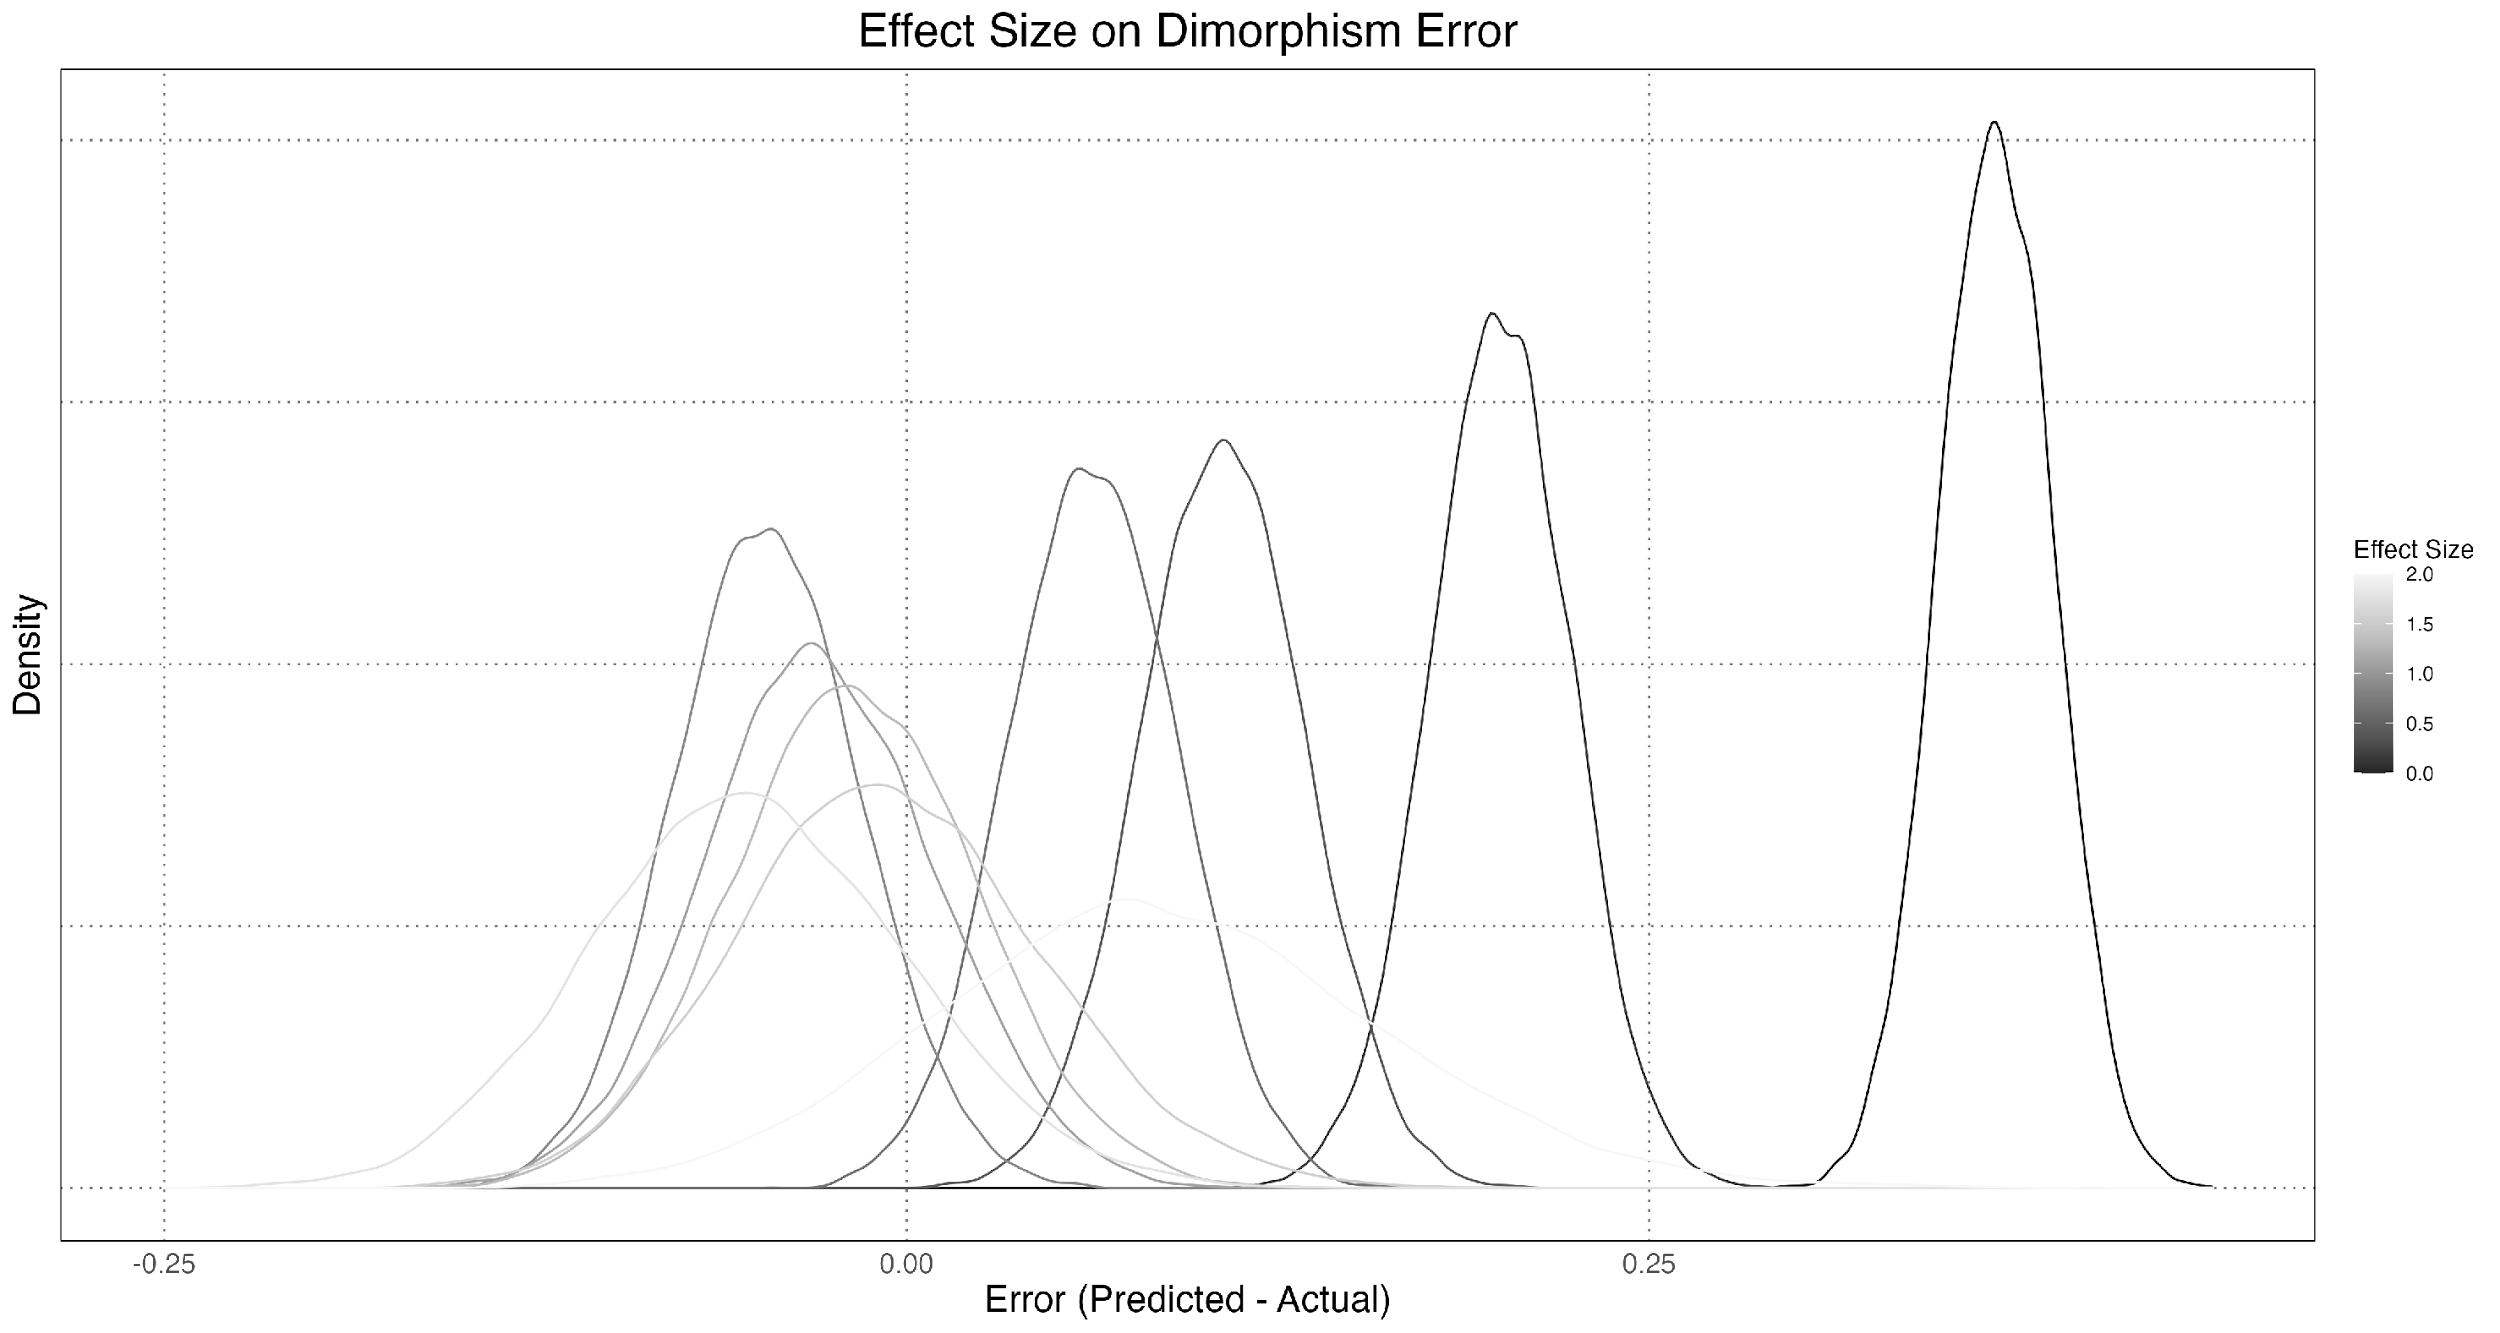 Effect Size on Dimorphism Error
Density
Effect Size
2.0
1.5
1.0
0.5
0.0
-0.25
0.00
0.25
Error (Predicted - Actual)